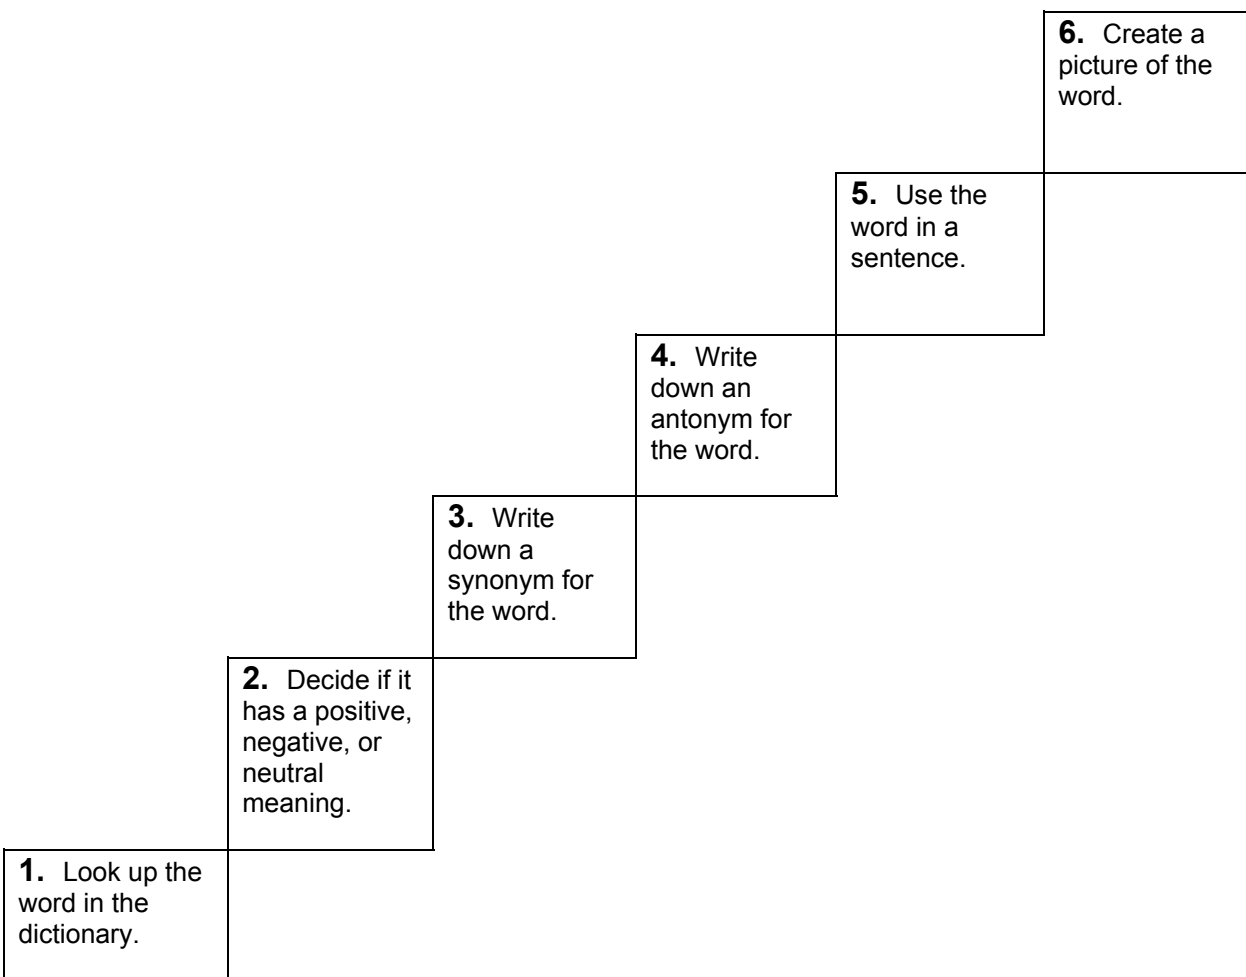 6. Create a
picture of the
word.
5. Use the
word in a
sentence.
4. Write
down an
antonym for
the word.
3. Write
down a
synonym for
the word.
2. Decide if it
has a positive,
negative, or
neutral
meaning.
1. Look up the
word in the
dictionary.